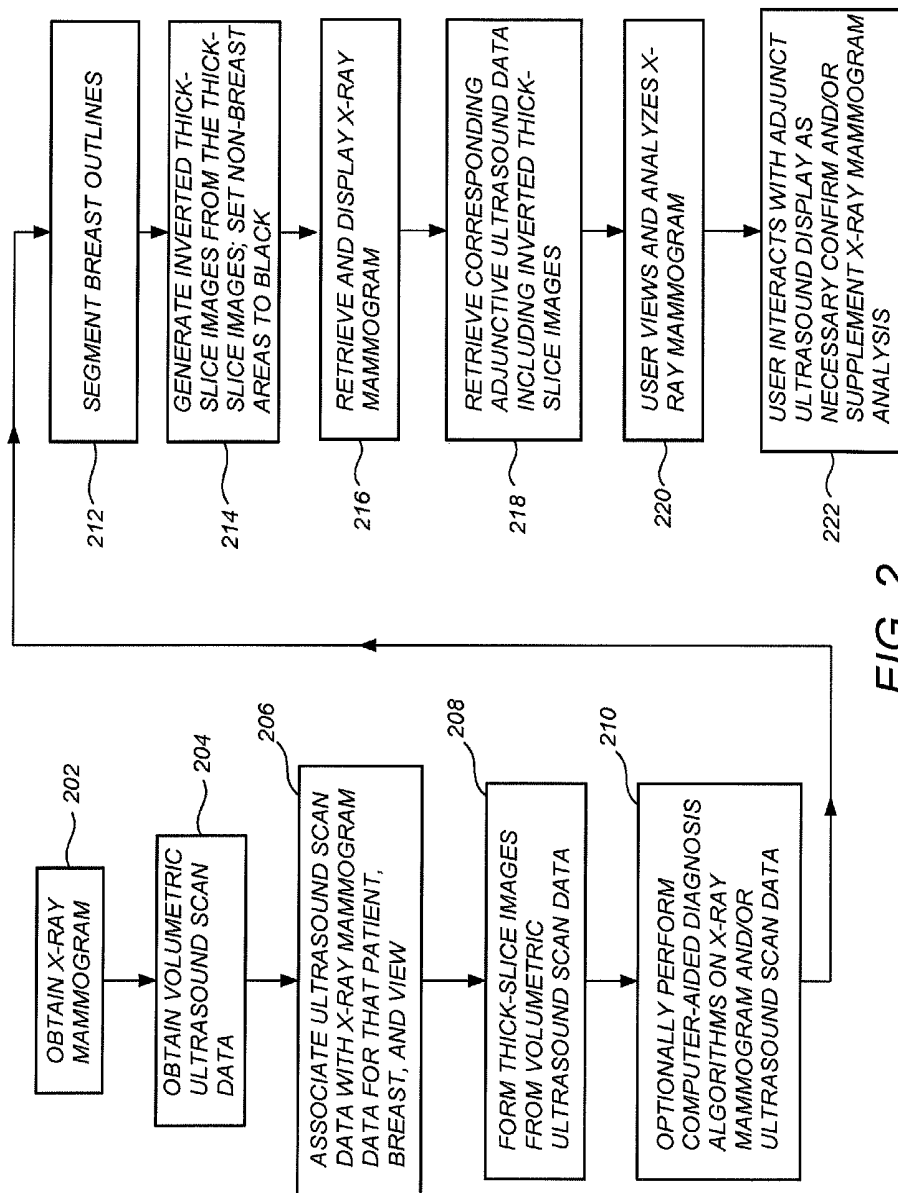 202
OBTAIN X-RAY
MAMMOGRAM
204
OBTAIN VOLUMETRIC
ULTRASOUND SCAN
DATA
206
ASSOCIATE ULTRASOUND SCAN
DATA WITH X-RAY MAMMOGRAM
DATA FOR THAT PATIENT,
BREAST, AND VIEW
208
FORM THICK-SLICE IMAGES
FROM VOLUMETRIC
ULTRASOUND SCAN DATA
210
OPTIONALLY PERFORM
COMPUTER-AIDED DIAGNOSIS
ALGORITHMS ON X-RAY
MAMMOGRAM AND/OR
ULTRASOUND SCAN DATA
212
SEGMENT BREAST OUTLINES
214
GENERATE INVERTED THICK-
SLICE IMAGES FROM THE THICK-
SLICE IMAGES; SET NON-BREAST
AREAS TO BLACK
216
RETRIEVE AND DISPLAY X-RAY
MAMMOGRAM
218
RETRIEVE CORRESPONDING
ADJUNCTIVE ULTRASOUND DATA
INCLUDING INVERTED THICK-
SLICE IMAGES
220
USER VIEWS AND ANALYZES X-
RAY MAMMOGRAM
222
USER INTERACTS WITH ADJUNCT
ULTRASOUND DISPLAY AS
NECESSARY CONFIRM AND/OR
SUPPLEMENT X-RAY MAMMOGRAM
ANALYSIS
FIG. 2